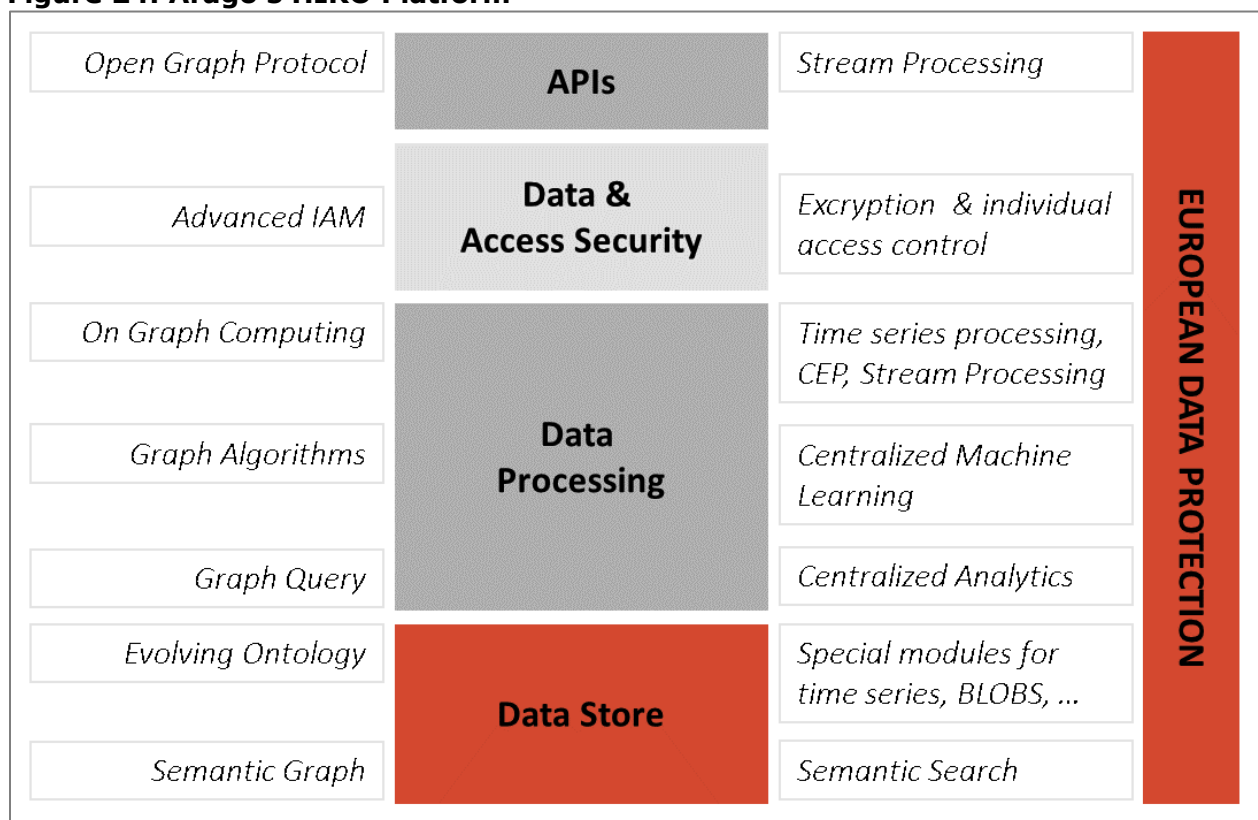 Open Graph Protocol
APIs
Stream Processing
Advanced IAM
Data &
Access Security
Excryption & individual
access control
On Graph Computing
Time series processing,
CEP, Stream Processing
Graph Algorithms
Data
Processing
Centralized Machine
Learning
Graph Query
Centralized Analytics
Evolving Ontology
Special modules for
time series, BLOBS, ...
Data Store
Semantic Graph
Semantic Search
EUROPEAN DATA PROTECTION